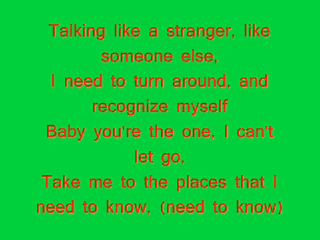 Talking like a stranger, like
someone else,
I need to turn around, and
recognize myself
Baby you're the one, I can't
let go,
Take me to the places that I
need to know, (need to know)